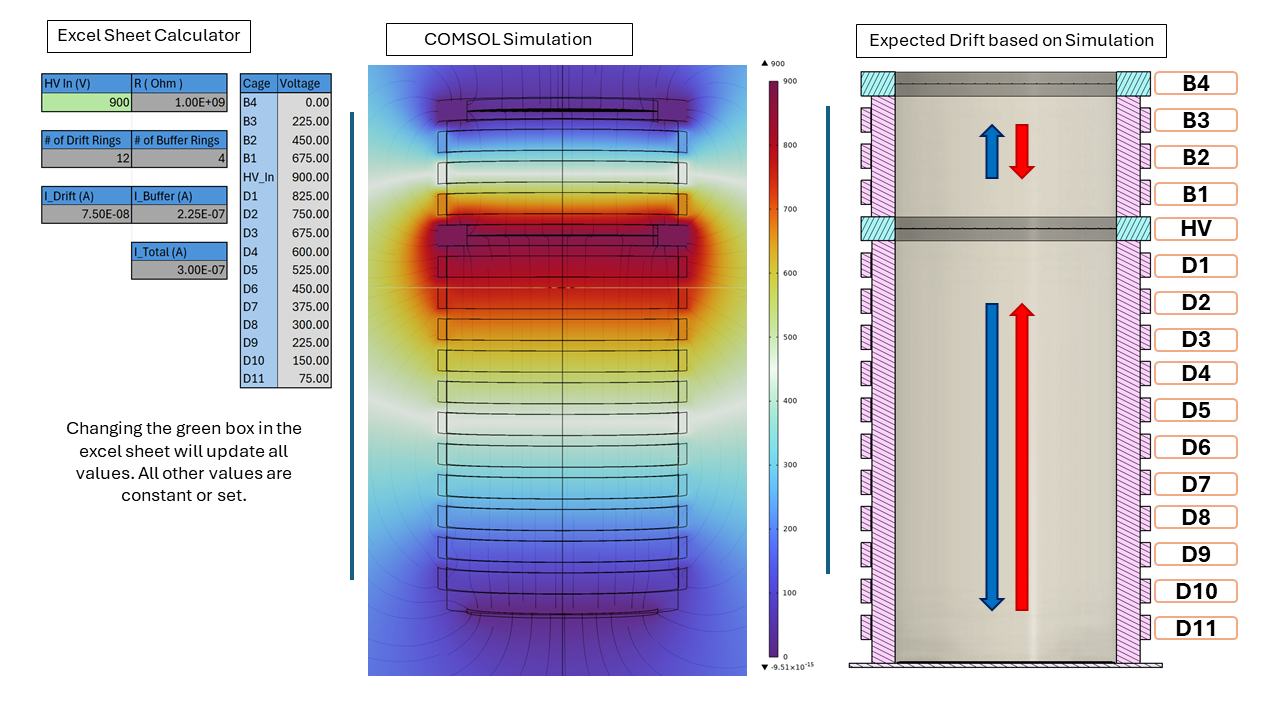 Excel Sheet Calculator
COMSOL Simulation
Expected Drift based on Simulation
HV In (V) R ( Ohm )
900 1.00E+09
# of Drift Rings # of Buffer Rings
12 4
I_Drift (A) I_Buffer (A)
7.50E-08 2.25E-07
I_Total (A)
3.00E-07
Cage Voltage
B4 0.00
B3 225.00
B2 450.00
B1 675.00
HV_In 900.00
D1 825.00
D2 750.00
D3 675.00
D4 600.00
D5 525.00
D6 450.00
D7 375.00
D8 300.00
D9 225.00
D10 150.00
D11 75.00
Changing the green box in the
excel sheet will update all
values. All other values are
constant or set.
▲ 900
900
800
700
600
500
400
300
200
100
0
▼ -9.51×10⁻¹⁵
B4
B3
B2
B1
HV
D1
D2
D3
D4
D5
D6
D7
D8
D9
D10
D11